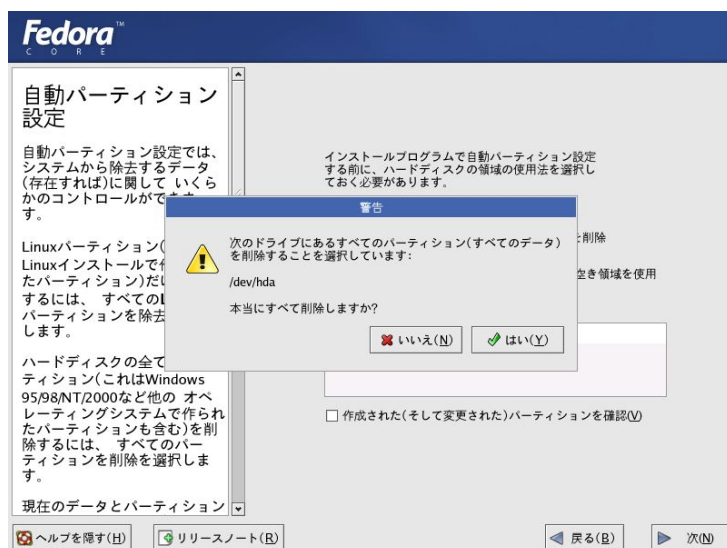 Fedora™
CORE
自動パーティション
設定
自動パーティション設定では、
システムから除去するデータ
(存在すれば)に関して いくら
かのコントロールができま
す。
Linuxパーティション(
Linuxインストールで
たパーティション)だ
するには、 すべての
パーティションを除去
します。
ハードディスクの全て
ティション(これはWindows
95/98/NT/2000など他の オペ
レーティングシステムで作られ
たパーティションも含む)を削
除するには、 すべてのパー
ティションを削除を選択しま
す。
現在のデータとパーティション
インストールプログラムで自動パーティション設定
する前に、ハードディスクの領域の使用法を選択し
ておく必要があります。
を削除
空き領域を使用
警告
次のドライブにあるすべてのパーティション(すべてのデータ)
を削除することを選択しています:
/dev/hda
本当にすべて削除しますか?
いいえ(N)
はい(Y)
作成された(そして変更された)パーティションを確認(V)
ヘルプを隠す(H)
リリースノート(R)
戻る(B)
次(N)